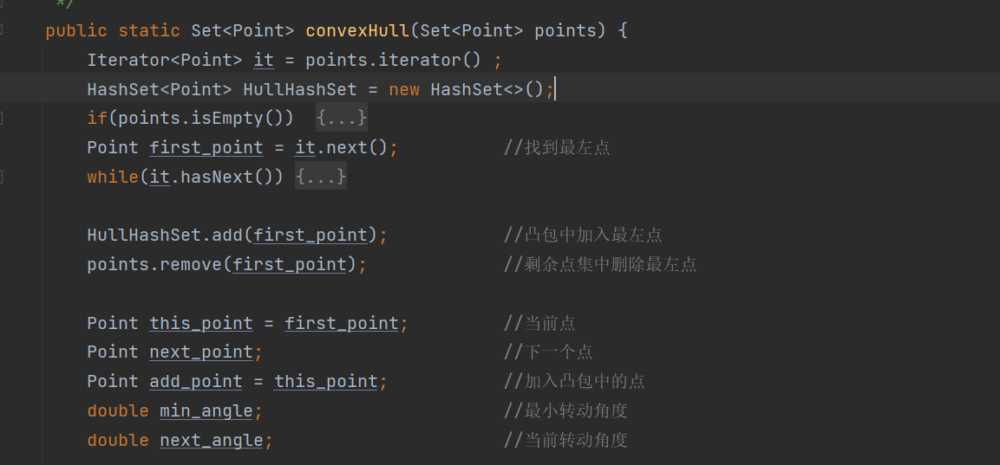 */
public static Set<Point> convexHull(Set<Point> points) {
Iterator<Point> it = points.iterator() ;
HashSet<Point> HullHashSet = new HashSet<>();
if(points.isEmpty()) {...}
Point first_point = it.next(); //找到最左点
while(it.hasNext()) {...}
HullHashSet.add(first_point); //凸包中加入最左点
points.remove(first_point); //剩余点集中删除最左点
Point this_point = first_point; //当前点
Point next_point; //下一个点
Point add_point = this_point; //加入凸包中的点
double min_angle; //最小转动角度
double next_angle; //当前转动角度